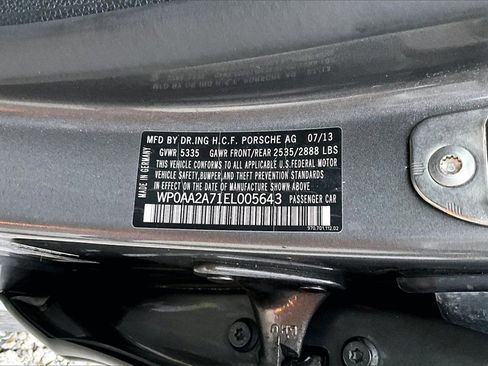 MFD BY DR.ING H.C.F. PORSCHE AG 07/13
GVWR 5335 GAWR FRONT/REAR 2535/2888 LBS
THIS VEHICLE CONFORMS TO ALL APPLICABLE U.S.FEDERAL MOTOR
VEHICLE SAFETY,BUMPER,AND THEFT PREVENTION STANDARDS
IN EFFECT ON THE DATE OF MANUFACTURE SHOWN ABOVE.
WP0AA2A71EL005643 PASSENGER CAR
970.701.112.02
MADE IN GERMANY